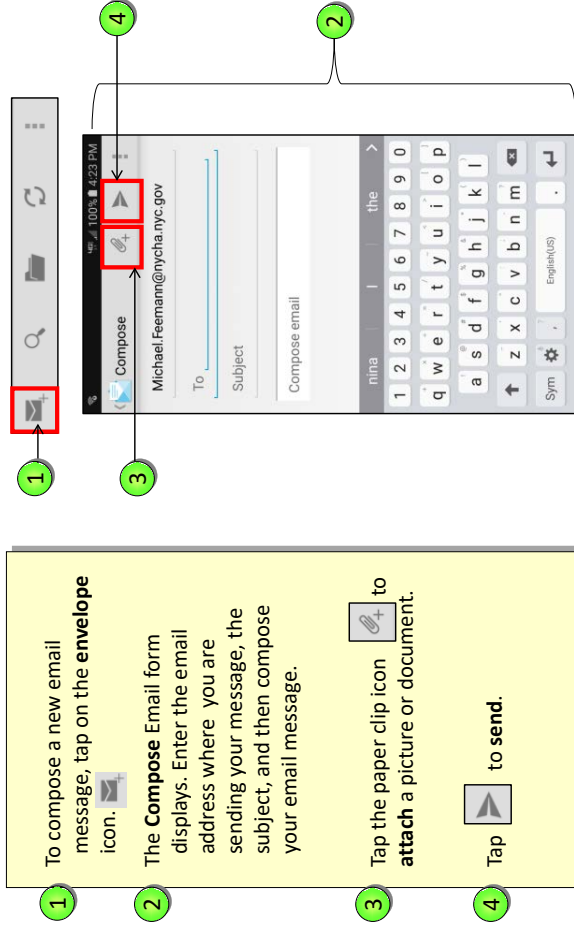 1 To compose a new email
message, tap on the envelope
icon.
2 The Compose Email form
displays. Enter the email
address where you are
sending your message, the
subject, and then compose
your email message.
3 Tap the paper clip icon to
attach a picture or document.
4 Tap to send.
1
3
4
2
100% 4:23 PM
Compose
Michael.Feemann@nycha.nyc.gov
To
Subject
Compose email
nina I the
1 2 3 4 5 6 7 8 9 0
q w e r t y u i o p
a s d f g h j k l
z x c v b n m
Sym , English(US) .